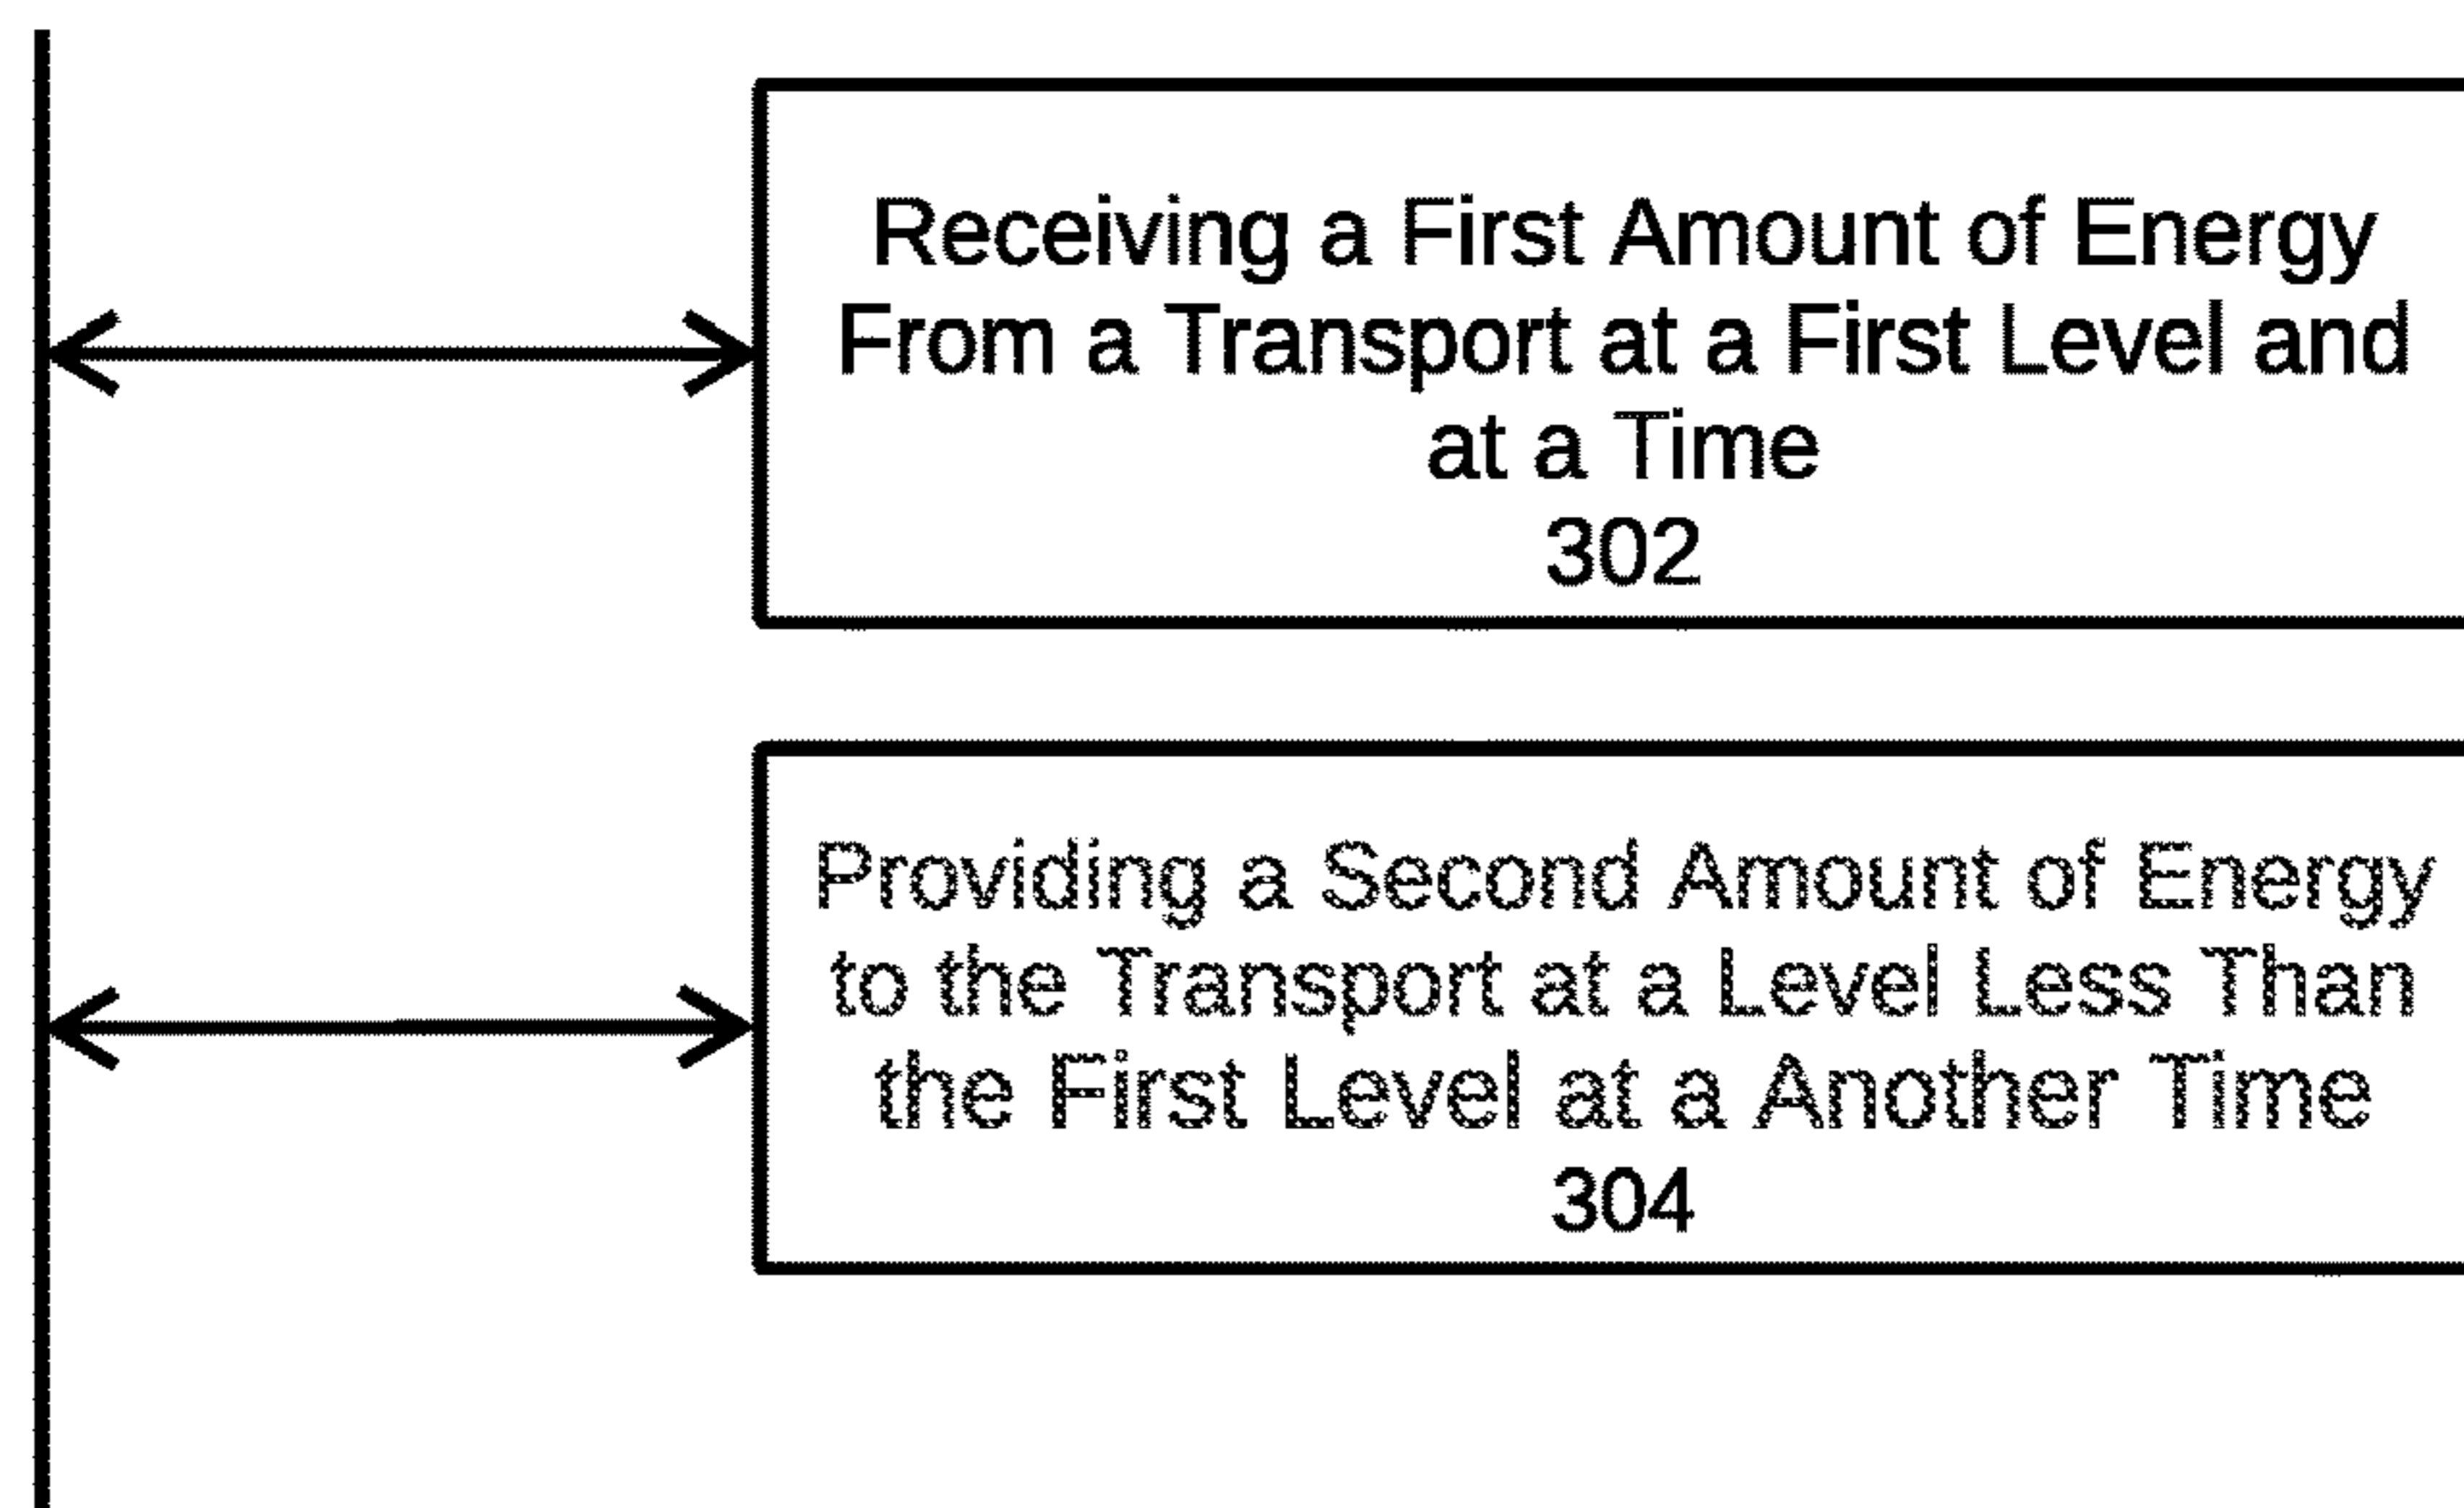 Receiving a First Amount of Energy
From a Transport at a First Level and
at a Time
302
Providing a Second Amount of Energy
to the Transport at a Level Less Than
the First Level at a Another Time
304